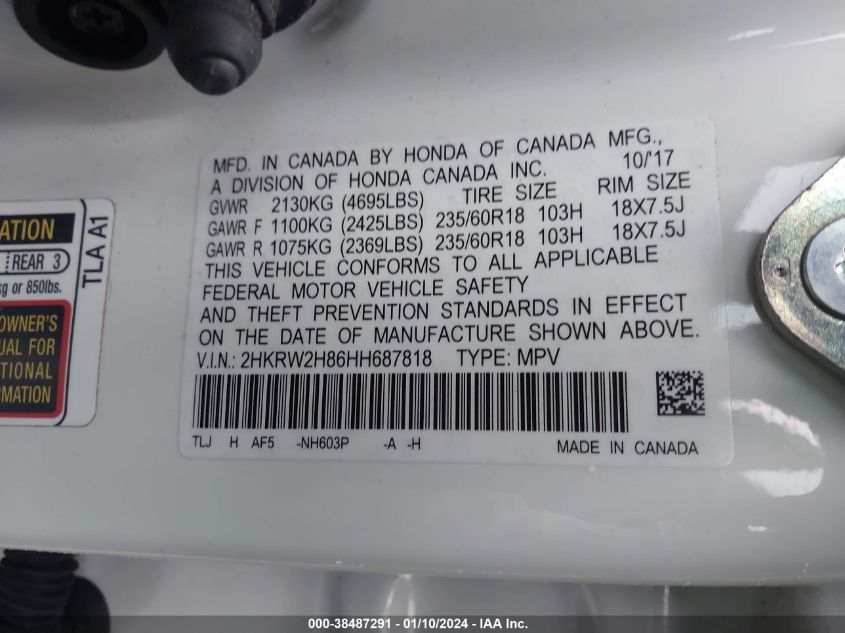 MFD. IN CANADA BY HONDA OF CANADA MFG.,
A DIVISION OF HONDA CANADA INC. 10/'17
GVWR 2130KG (4695LBS) TIRE SIZE RIM SIZE
GAWR F 1100KG (2425LBS) 235/60R18 103H 18X7.5J
GAWR R 1075KG (2369LBS) 235/60R18 103H 18X7.5J
THIS VEHICLE CONFORMS TO ALL APPLICABLE
FEDERAL MOTOR VEHICLE SAFETY
AND THEFT PREVENTION STANDARDS IN EFFECT
ON THE DATE OF MANUFACTURE SHOWN ABOVE.
V.I.N.: 2HKRW2H86HH687818 TYPE: MPV
TLJ H AF5 -NH603P -A -H MADE IN CANADA
ATION
REAR 3
kg or 850lbs.
OWNER'S
UAL FOR
ITIONAL
RMATION
TLA A1
000-38487291 - 01/10/2024 - IAA Inc.